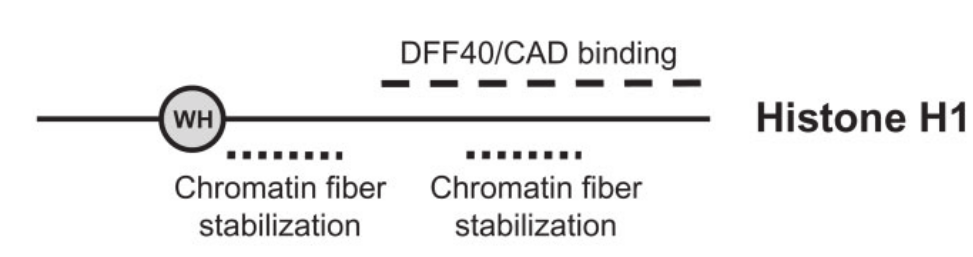 DFF40/CAD binding
WH
Histone H1
Chromatin fiber
stabilization
Chromatin fiber
stabilization